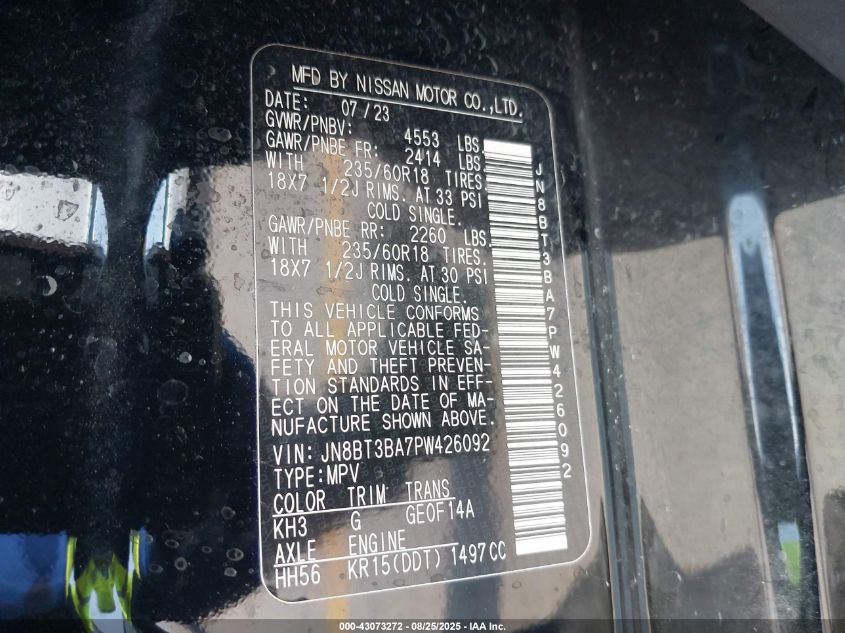 MFD BY NISSAN MOTOR CO.,LTD.
DATE: 07/23
GVWR/PNBV: 4553 LBS
GAWR/PNBE FR: 2414 LBS
WITH 235/60R18 TIRES.
18X7 1/2J RIMS. AT 33 PSI
COLD SINGLE.
GAWR/PNBE RR: 2260 LBS.
WITH 235/60R18 TIRES.
18X7 1/2J RIMS. AT 30 PSI
COLD SINGLE.
THIS VEHICLE CONFORMS
TO ALL APPLICABLE FED-
ERAL MOTOR VEHICLE SA-
FETY AND THEFT PREVEN-
TION STANDARDS IN EFF-
ECT ON THE DATE OF MA-
NUFACTURE SHOWN ABOVE.
VIN: JN8BT3BA7PW426092
TYPE:MPV
COLOR TRIM TRANS
KH3 G GE0F14A
AXLE ENGINE
HH56 KR15(DDT) 1497CC
JN8BT3BA7PW426092
000-43073272 - 08/25/2025 - IAA Inc.